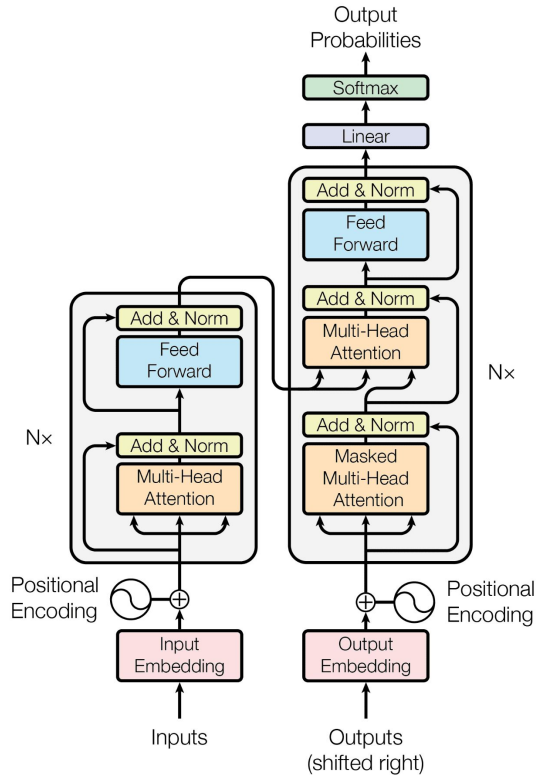 Output
Probabilities
Softmax
Linear
Add & Norm
Feed
Forward
Add & Norm
Multi-Head
Attention
Add & Norm
Masked
Multi-Head
Attention
N×
Add & Norm
Feed
Forward
Add & Norm
Multi-Head
Attention
N×
Positional
Encoding
Positional
Encoding
Input
Embedding
Output
Embedding
Inputs
Outputs
(shifted right)